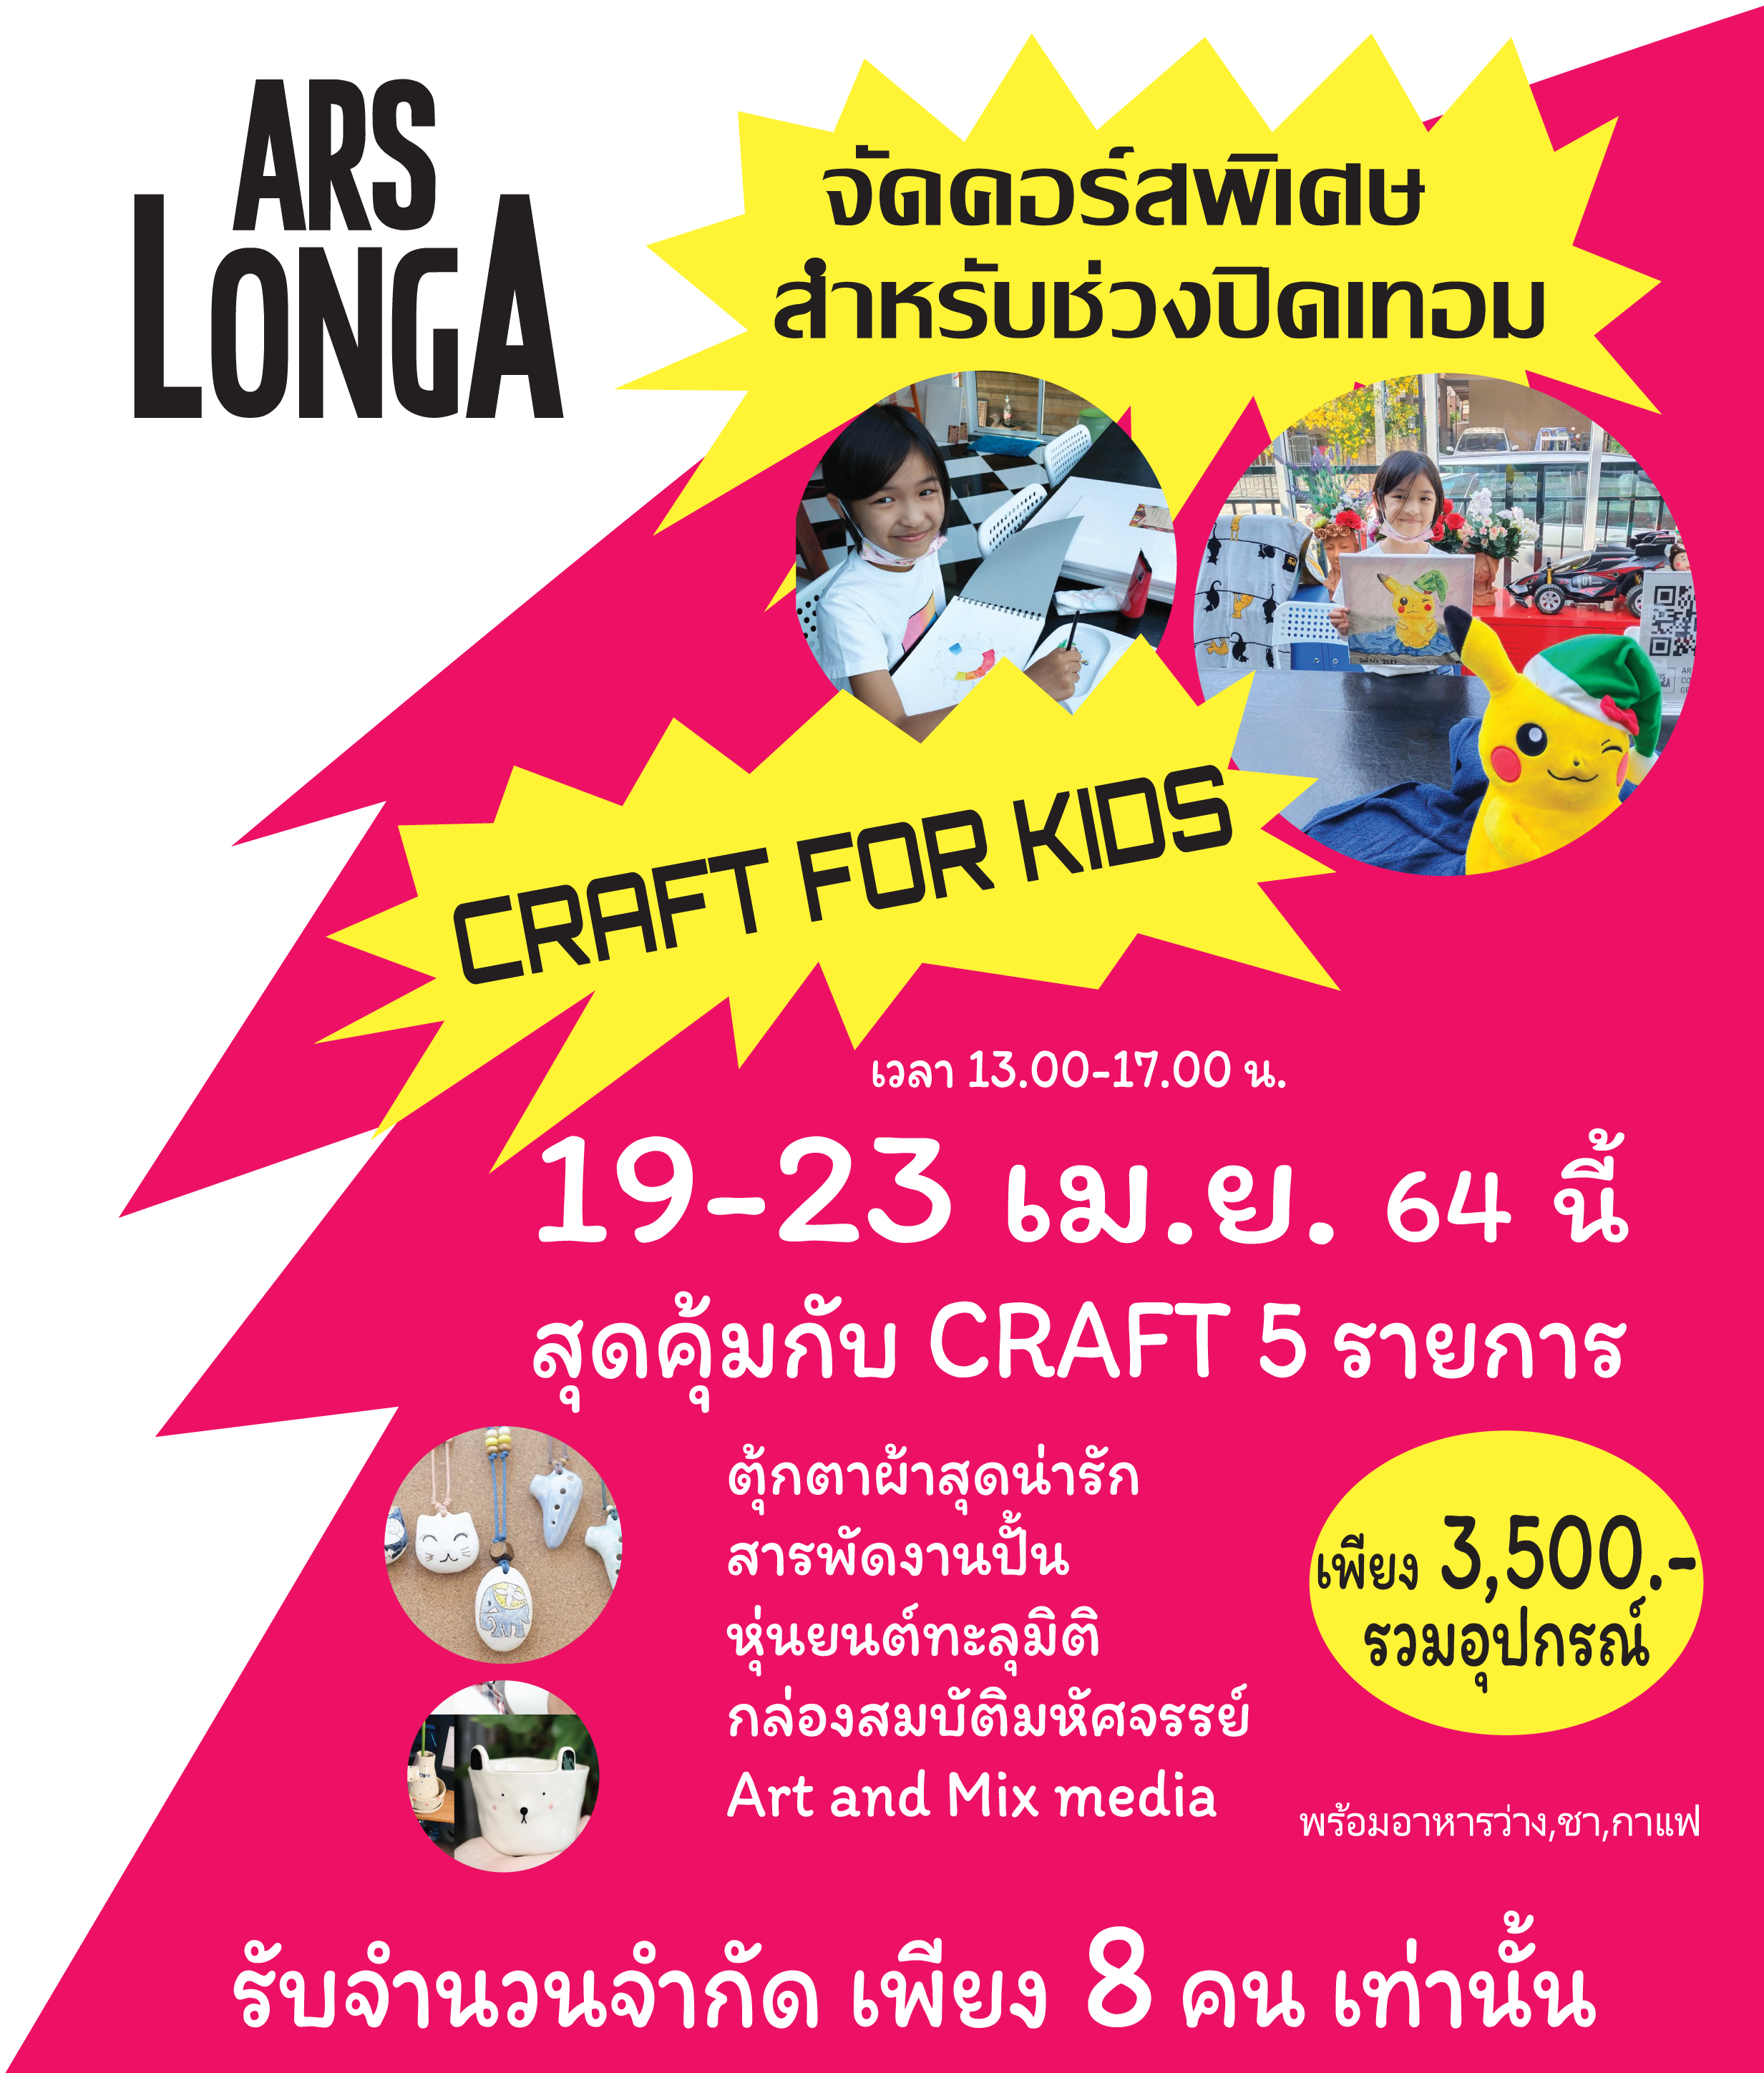 ARS
LONGA
จัดคอร์สพิเศษ
สำหรับช่วงปิดเทอม
CRAFT FOR KIDS
เวลา 13.00-17.00 น.
19-23 เม.ย. 64 นี้
สุดคุ้มกับ CRAFT 5 รายการ
ตุ้กตาผ้าสุดน่ารัก
สารพัดงานปั้น
หุ่นยนต์ทะลุมิติ
กล่องสมบัติมหัศจรรย์
Art and Mix media
เพียง 3,500.-
รวมอุปกรณ์
พร้อมอาหารว่าง,ชา,กาแฟ
รับจำนวนจำกัด เพียง 8 คน เท่านั้น